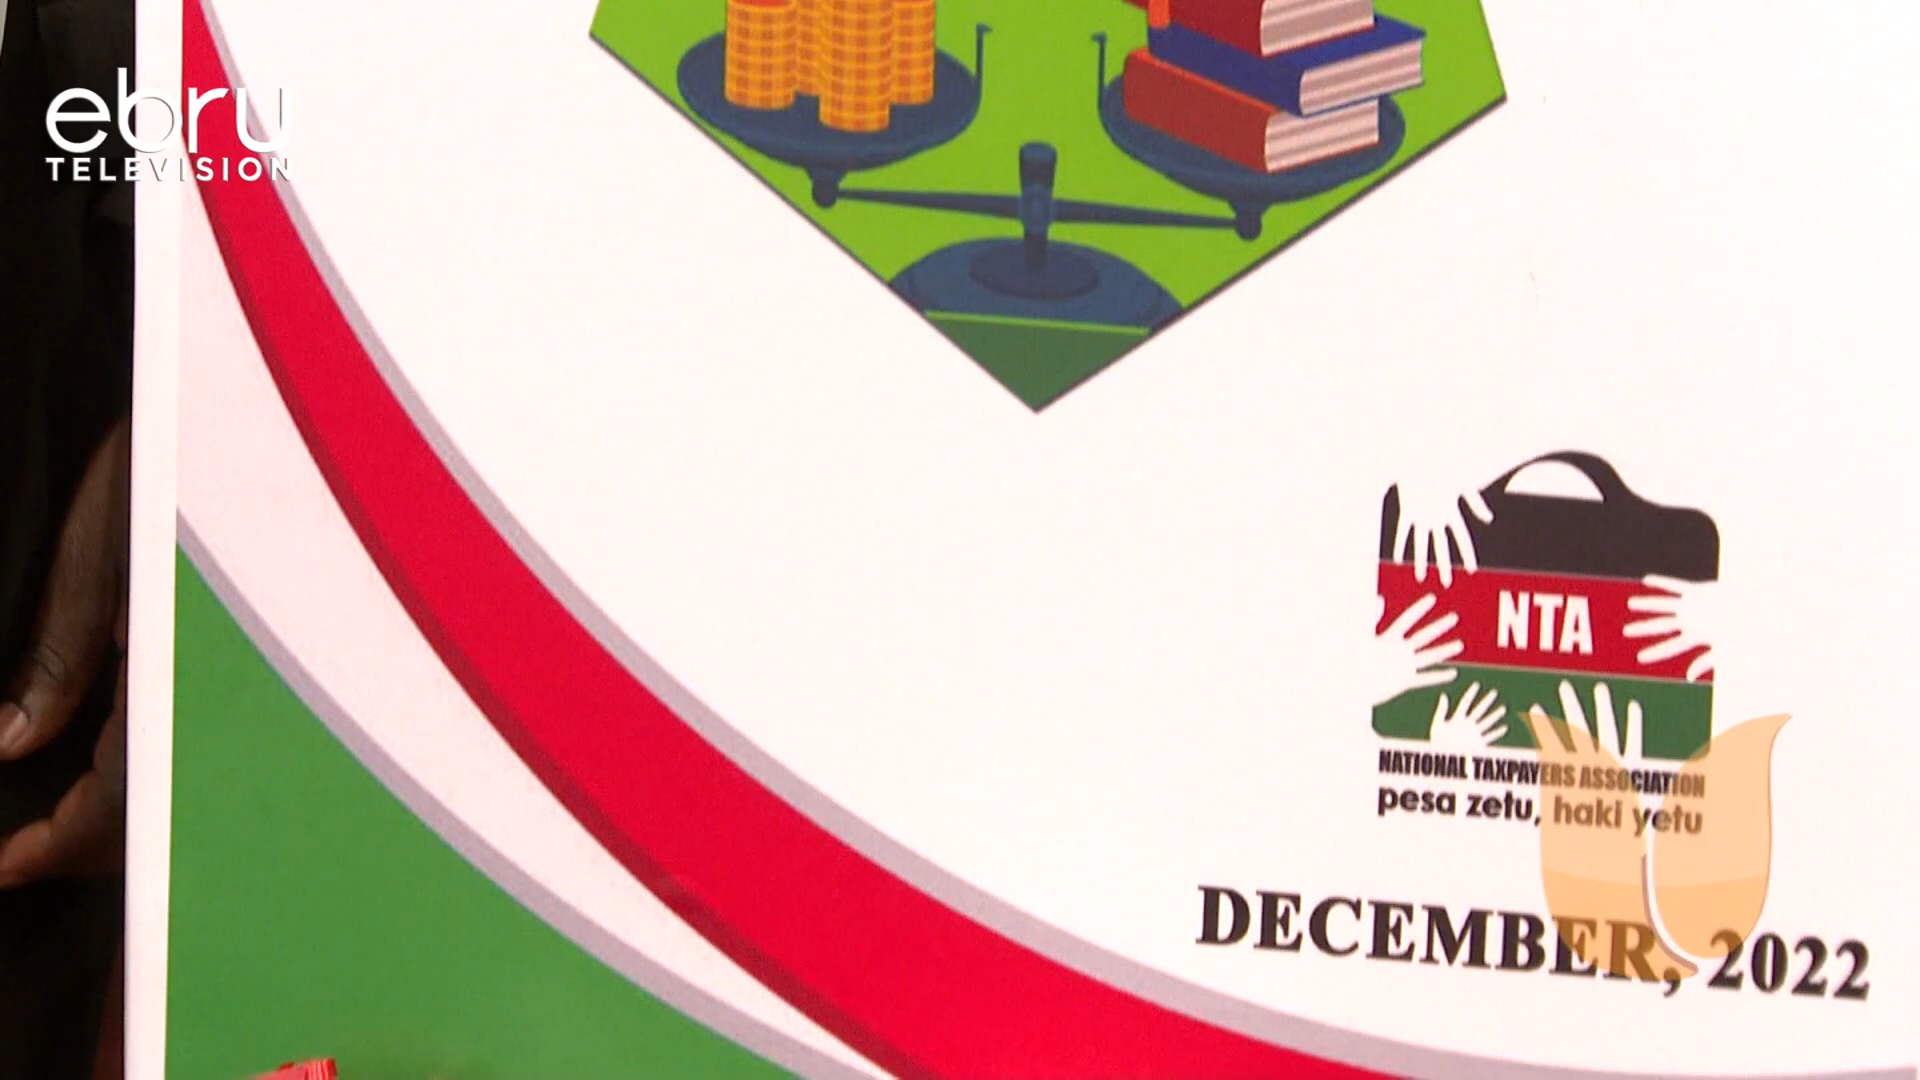 ebru
TELEVISION
NTA
NATIONAL TAXPAYERS ASSOCIATION
pesa zetu, haki yetu
DECEMBER, 2022